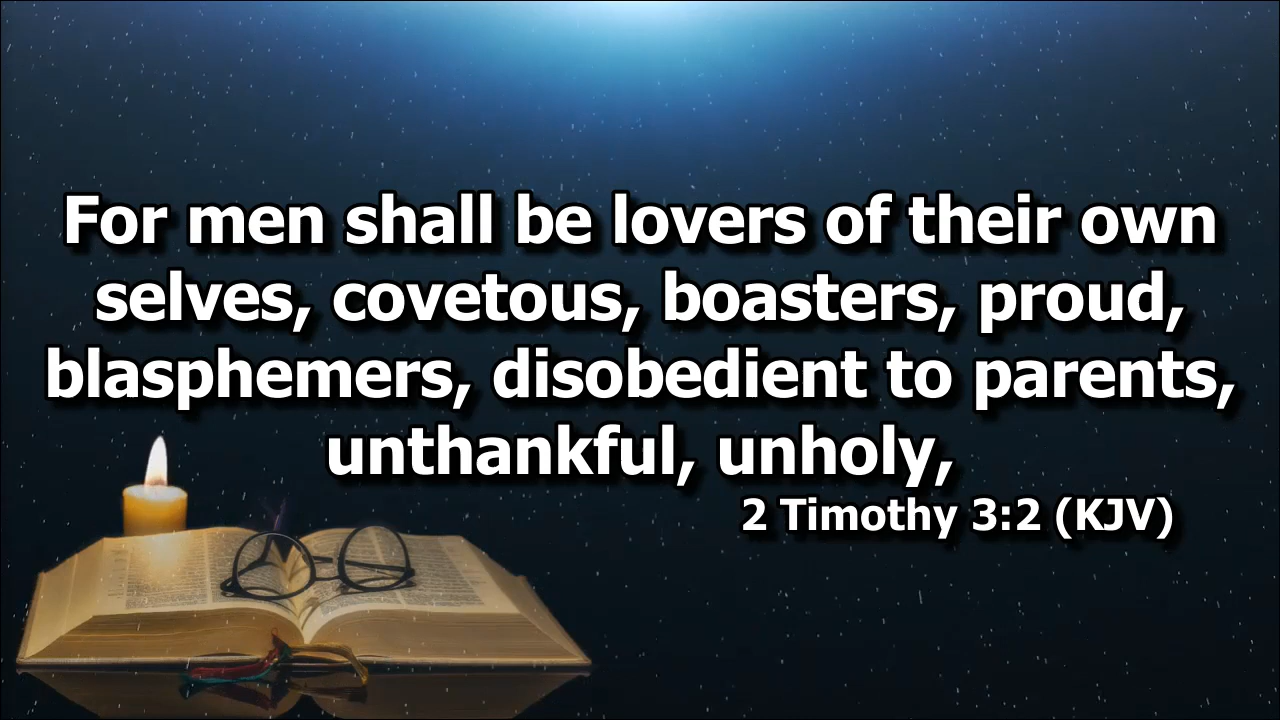 For men shall be lovers of their own
selves, covetous, boasters, proud,
blasphemers, disobedient to parents,
unthankful, unholy,
2 Timothy 3:2 (KJV)